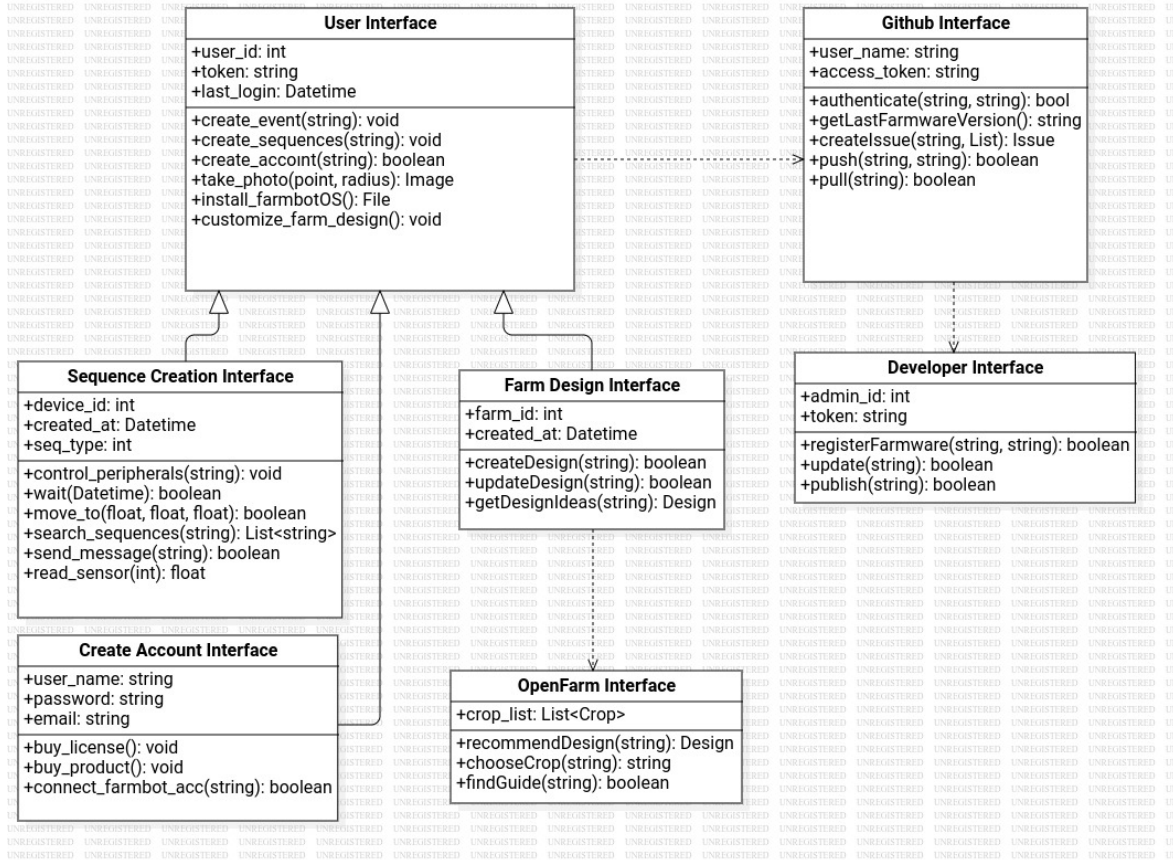 User Interface
+user_id: int
+token: string
+last_login: Datetime
+create_event(string): void
+create_sequences(string): void
+create_accoint(string): boolean
+take_photo(point, radius): Image
+install_farmbotOS(): File
+customize_farm_design(): void
Github Interface
+user_name: string
+access_token: string
+authenticate(string, string): bool
+getLastFarmwareVersion(): string
+createIssue(string, List): Issue
+push(string, string): boolean
+pull(string): boolean
Sequence Creation Interface
+device_id: int
+created_at: Datetime
+seq_type: int
+control_peripherals(string): void
+wait(Datetime): boolean
+move_to(float, float, float): boolean
+search_sequences(string): List<string>
+send_message(string): boolean
+read_sensor(int): float
Farm Design Interface
+farm_id: int
+created_at: Datetime
+createDesign(string): boolean
+updateDesign(string): boolean
+getDesignIdeas(string): Design
Developer Interface
+admin_id: int
+token: string
+registerFarmware(string, string): boolean
+update(string): boolean
+publish(string): boolean
Create Account Interface
+user_name: string
+password: string
+email: string
+buy_license(): void
+buy_product(): void
+connect_farmbot_acc(string): boolean
OpenFarm Interface
+crop_list: List<Crop>
+recommendDesign(string): Design
+chooseCrop(string): string
+findGuide(string): boolean
UNREGISTERED